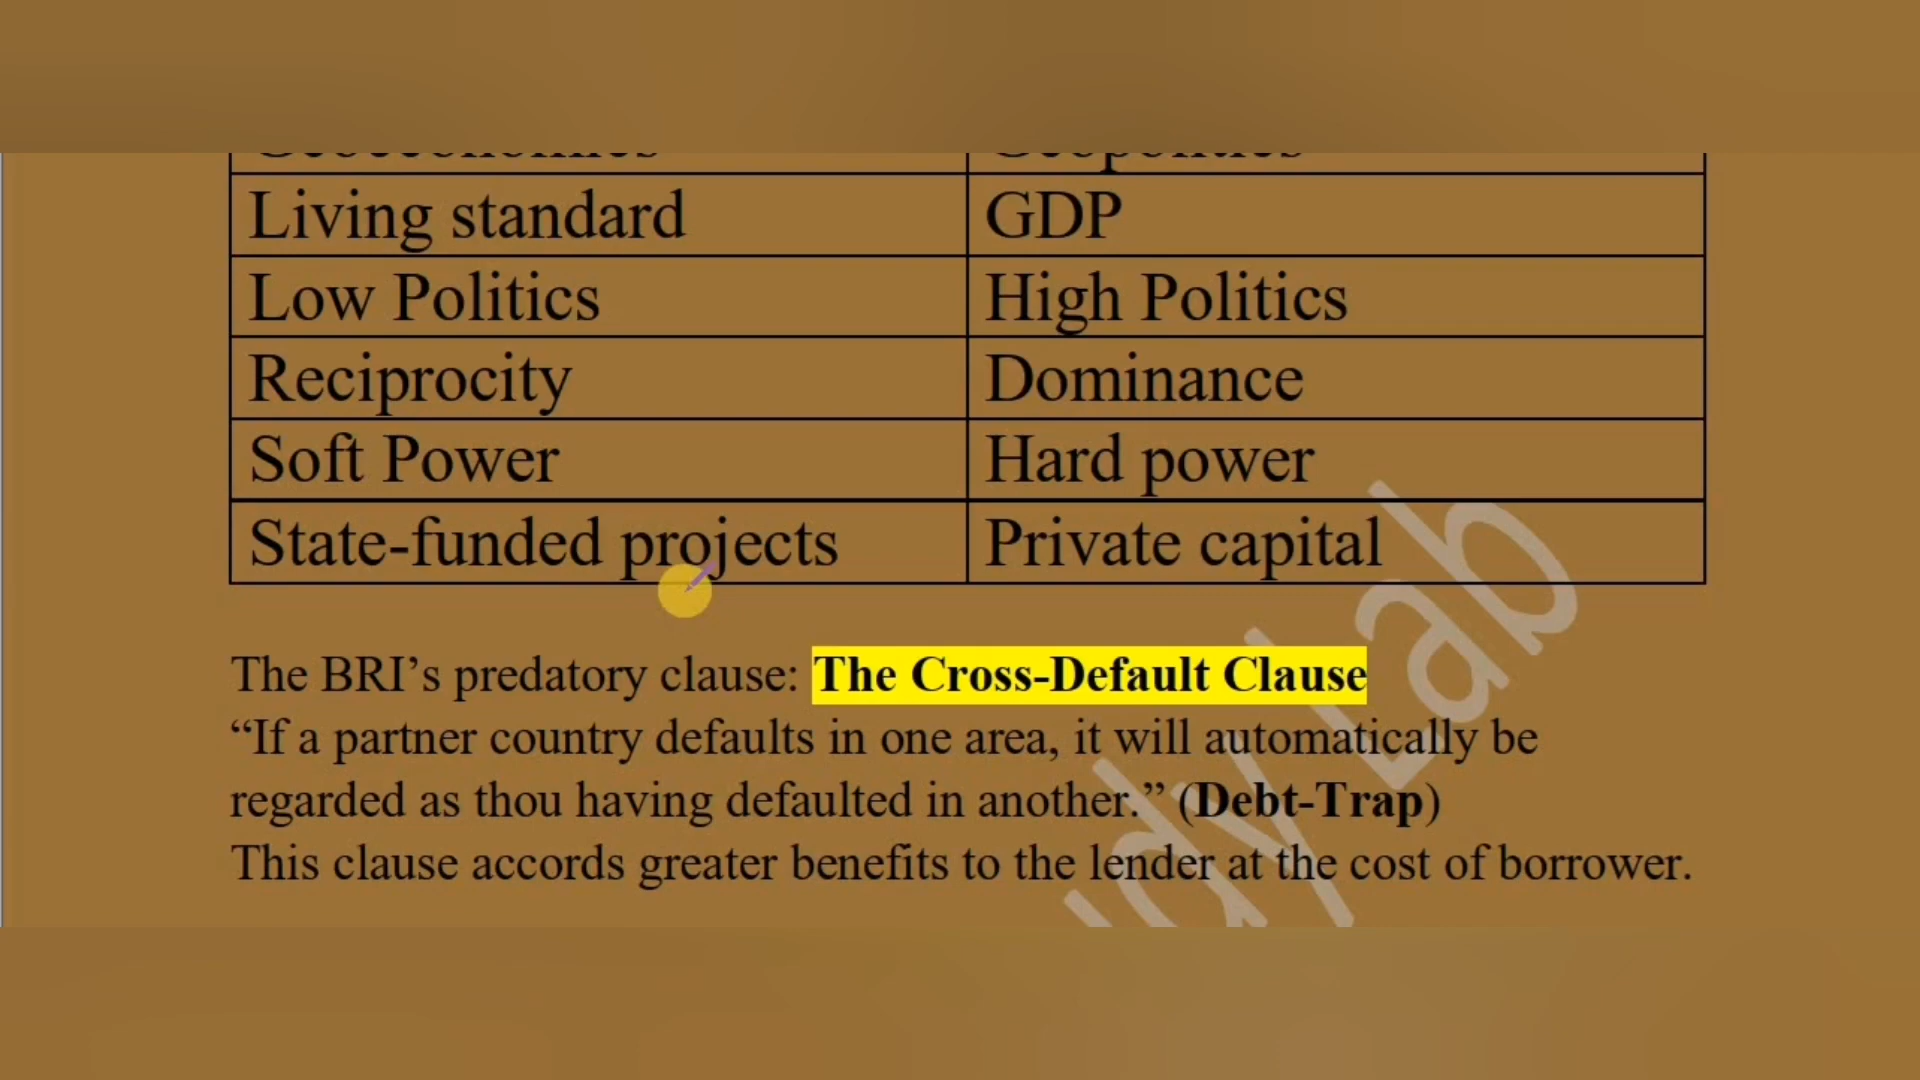 Geoeconomics Geopolitics
Living standard GDP
Low Politics High Politics
Reciprocity Dominance
Soft Power Hard power
State-funded projects Private capital
The BRI’s predatory clause: The Cross-Default Clause
“If a partner country defaults in one area, it will automatically be
regarded as thou having defaulted in another.” (Debt-Trap)
This clause accords greater benefits to the lender at the cost of borrower.
Lab